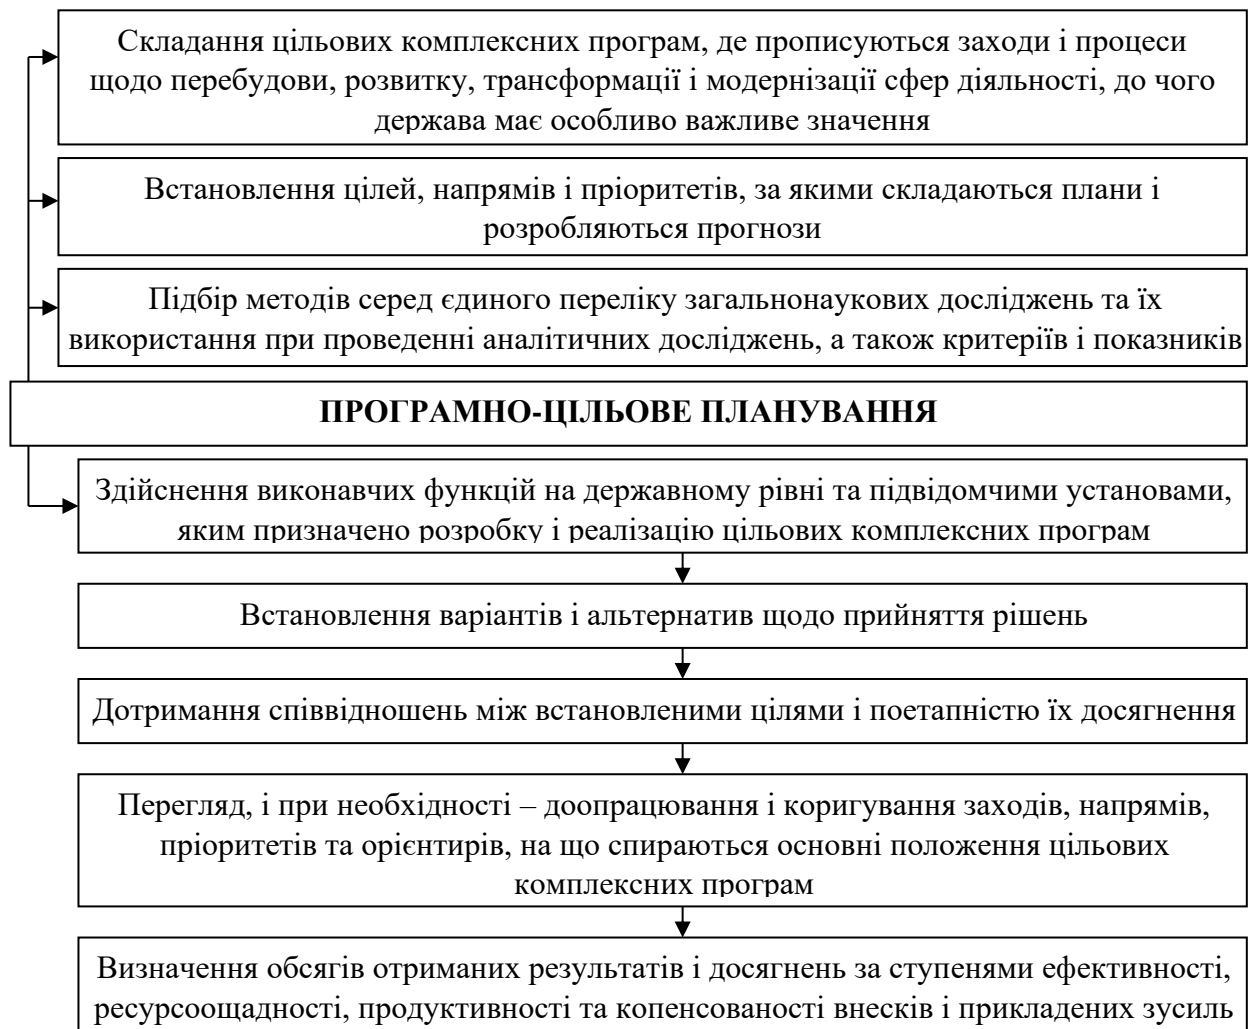 Складання цільових комплексних програм, де прописуються заходи і процеси
щодо перебудови, розвитку, трансформації і модернізації сфер діяльності, до чого
держава має особливо важливе значення
Встановлення цілей, напрямів і пріоритетів, за якими складаються плани і
розробляються прогнози
Підбір методів серед єдиного переліку загальнонаукових досліджень та їх
використання при проведенні аналітичних досліджень, а також критеріїв і показників
ПРОГРАМНО-ЦІЛЬОВЕ ПЛАНУВАННЯ
Здійснення виконавчих функцій на державному рівні та підвідомчими установами,
яким призначено розробку і реалізацію цільових комплексних програм
Встановлення варіантів і альтернатив щодо прийняття рішень
Дотримання співвідношень між встановленими цілями і поетапністю їх досягнення
Перегляд, і при необхідності – доопрацювання і коригування заходів, напрямів,
пріоритетів та орієнтирів, на що спираються основні положення цільових
комплексних програм
Визначення обсягів отриманих результатів і досягнень за ступенями ефективності,
ресурсоощадності, продуктивності та копенсованості внесків і прикладених зусиль